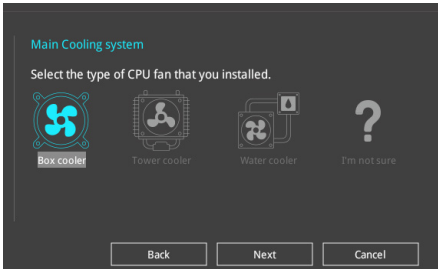 Main Cooling system
Select the type of CPU fan that you installed.
Box cooler Tower cooler Water cooler I'm not sure
Back Next Cancel